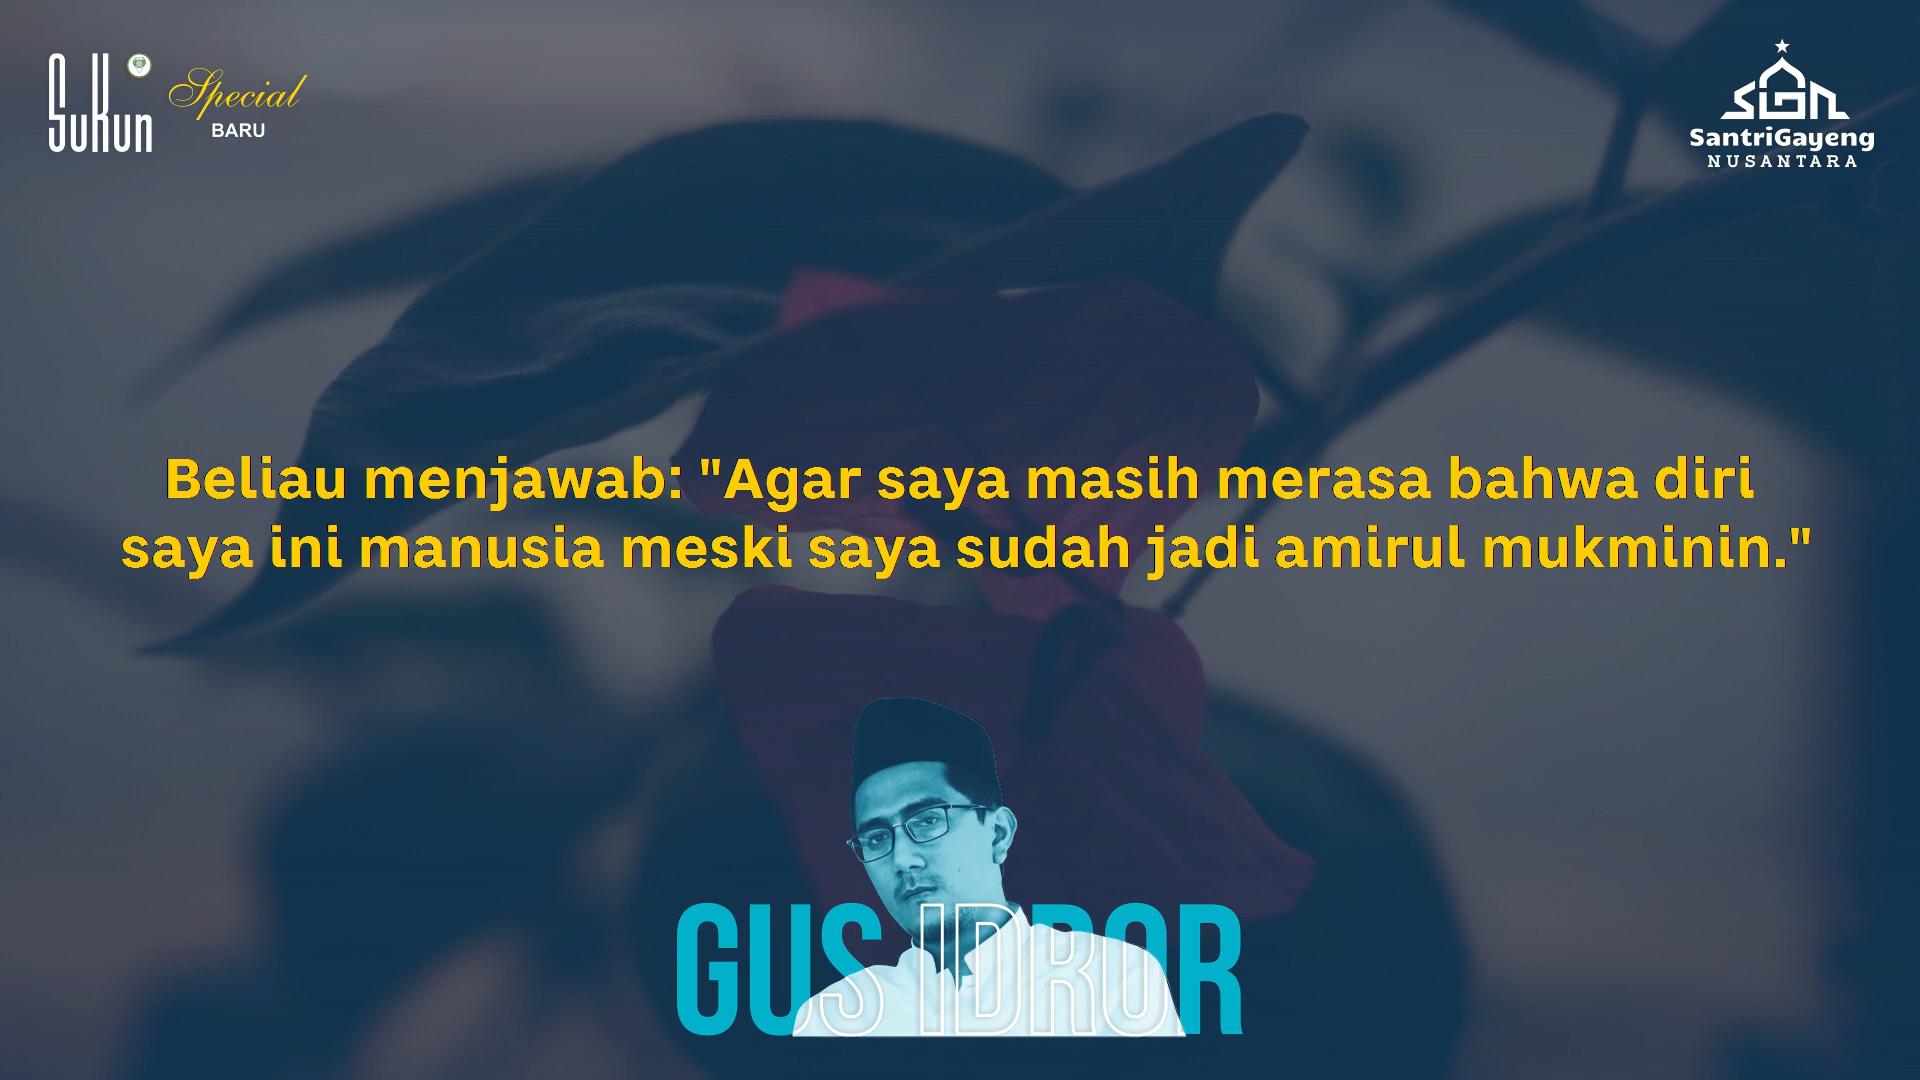 SuKun
Special
BARU
SIGN
SantriGayeng
NUSANTARA
Beliau menjawab: "Agar saya masih merasa bahwa diri
saya ini manusia meski saya sudah jadi amirul mukminin."
GUS IDROR